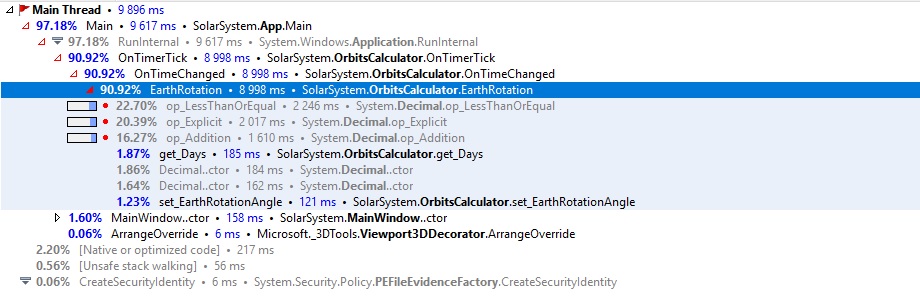 Main Thread • 9 896 ms
97.18% Main • 9 617 ms • SolarSystem.App.Main
97.18% RunInternal • 9 617 ms • System.Windows.Application.RunInternal
90.92% OnTimerTick • 8 998 ms • SolarSystem.OrbitsCalculator.OnTimerTick
90.92% OnTimeChanged • 8 998 ms • SolarSystem.OrbitsCalculator.OnTimeChanged
90.92% EarthRotation • 8 998 ms • SolarSystem.OrbitsCalculator.EarthRotation
22.70% op_LessThanOrEqual • 2 246 ms • System.Decimal.op_LessThanOrEqual
20.39% op_Explicit • 2 017 ms • System.Decimal.op_Explicit
16.27% op_Addition • 1 610 ms • System.Decimal.op_Addition
1.87% get_Days • 185 ms • SolarSystem.OrbitsCalculator.get_Days
1.86% Decimal..ctor • 184 ms • System.Decimal..ctor
1.64% Decimal..ctor • 162 ms • System.Decimal..ctor
1.23% set_EarthRotationAngle • 121 ms • SolarSystem.OrbitsCalculator.set_EarthRotationAngle
1.60% MainWindow..ctor • 158 ms • SolarSystem.MainWindow..ctor
0.06% ArrangeOverride • 6 ms • Microsoft._3DTools.Viewport3DDecorator.ArrangeOverride
2.20% [Native or optimized code] • 217 ms
0.56% [Unsafe stack walking] • 56 ms
0.06% CreateSecurityIdentity • 6 ms • System.Security.Policy.PEFileEvidenceFactory.CreateSecurityIdentity